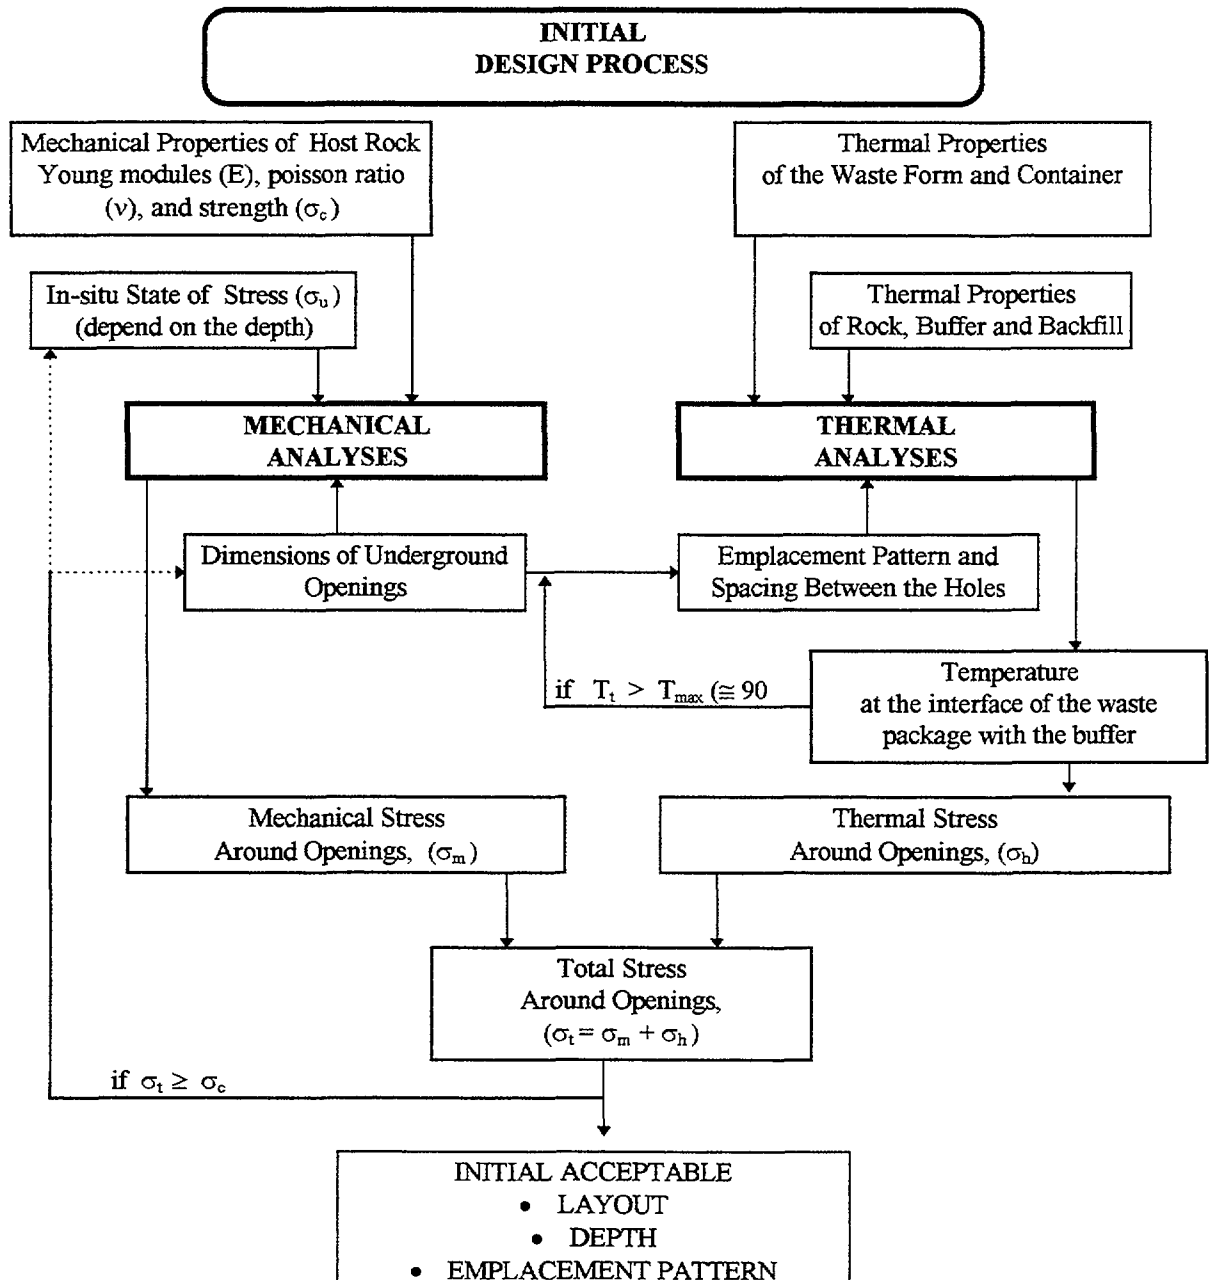 INITIAL
DESIGN PROCESS
Mechanical Properties of Host Rock
Young modules (E), poisson ratio
(ν), and strength (σc)
Thermal Properties
of the Waste Form and Container
In-situ State of Stress (σu)
(depend on the depth)
Thermal Properties
of Rock, Buffer and Backfill
MECHANICAL
ANALYSES
THERMAL
ANALYSES
Dimensions of Underground
Openings
Emplacement Pattern and
Spacing Between the Holes
if Tt > Tmax (≅ 90
Temperature
at the interface of the waste
package with the buffer
Mechanical Stress
Around Openings, (σm)
Thermal Stress
Around Openings, (σh)
Total Stress
Around Openings,
(σt = σm + σh)
if σt ≥ σc
INITIAL ACCEPTABLE
• LAYOUT
• DEPTH
• EMPLACEMENT PATTERN